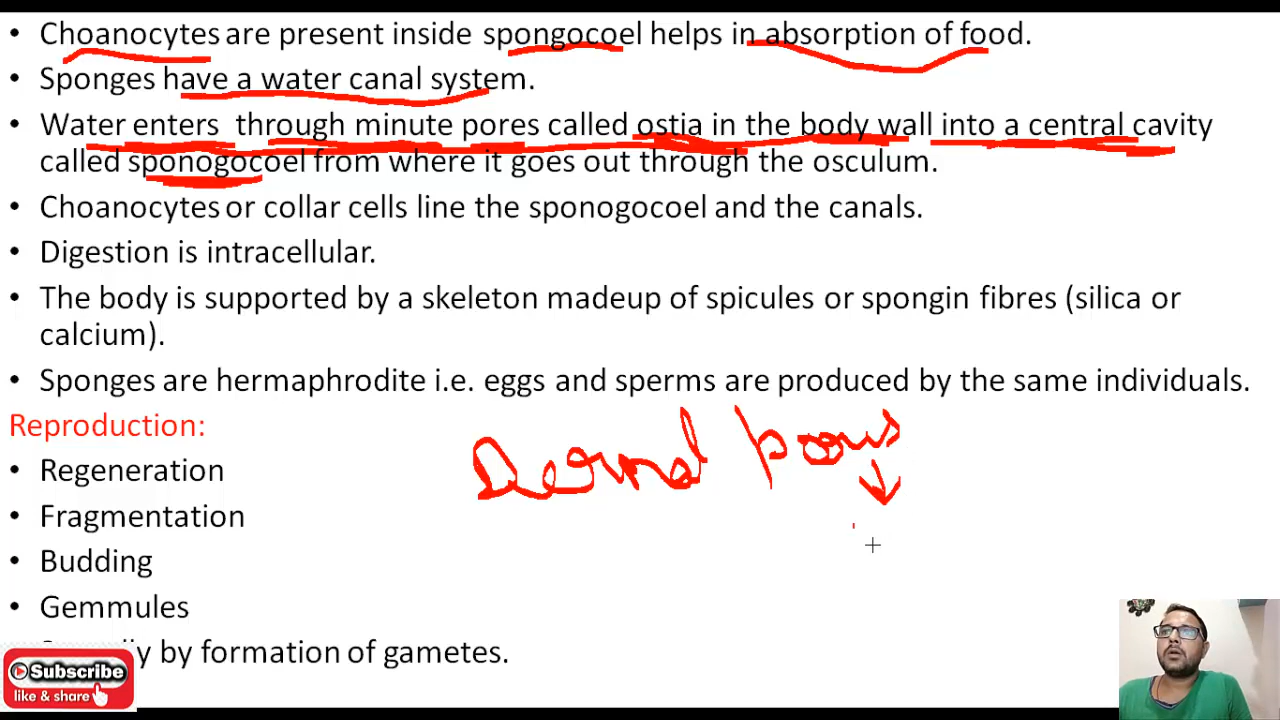 • Choanocytes are present inside spongocoel helps in absorption of food.
• Sponges have a water canal system.
• Water enters through minute pores called ostia in the body wall into a central cavity
called sponogocoel from where it goes out through the osculum.
• Choanocytes or collar cells line the sponogocoel and the canals.
• Digestion is intracellular.
• The body is supported by a skeleton madeup of spicules or spongin fibres (silica or
calcium).
• Sponges are hermaphrodite i.e. eggs and sperms are produced by the same individuals.
Reproduction:
• Regeneration
• Fragmentation
• Budding
• Gemmules
by formation of gametes.
Dermal
Subscribe
like & share